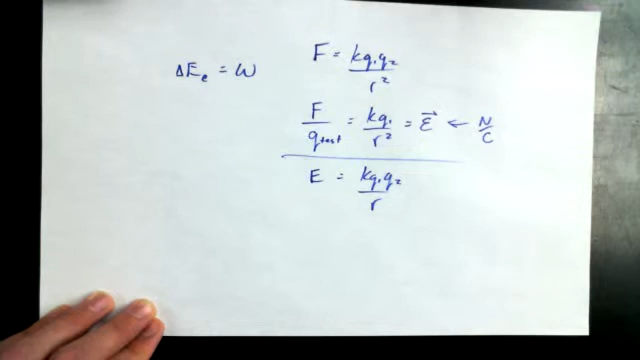 ΔE_e = W
F = kq₁q₂/r²
F/q_test = kq₁/r² = ε⃗ ← N/C
E = kq₁q₂/r